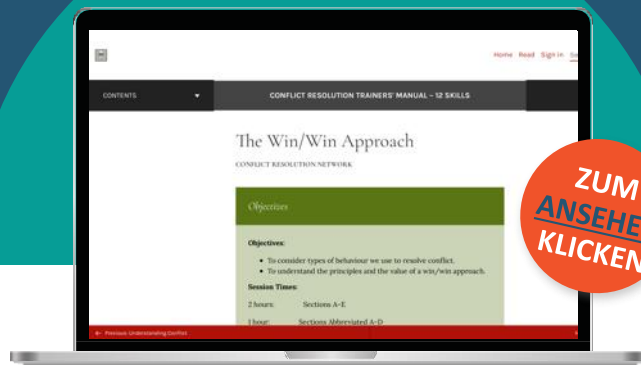 Home Read Sign in
CONTENTS
CONFLICT RESOLUTION TRAINERS' MANUAL – 12 SKILLS
The Win/Win Approach
CONFLICT RESOLUTION NETWORK
Objectives
Objectives:
• To consider types of behaviour we use to resolve conflict.
• To understand the principles and the value of a win/win approach.
Session Times:
2 hours: Sections A–E
1 hour: Sections Abbreviated A–D
← Previous: Understanding Conflict
ZUM
ANSEHE
KLICKEN